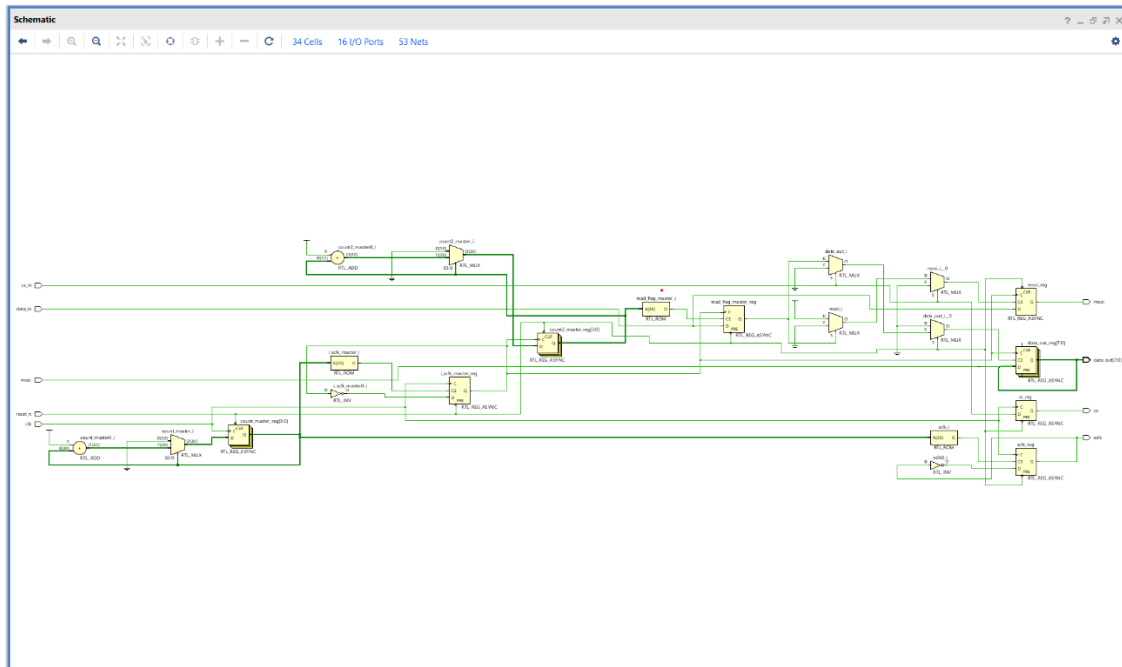 Schematic
34 Cells 16 I/O Ports 53 Nets
count2_master0_i
RTL_ADD
count2_master_i
RTL_MUX
cs_in
data_in
miso
reset_n
clk
count_master0_i
RTL_ADD
count_master_i
RTL_MUX
count_master_reg[3:0]
RTL_REG_ASYNC
i_sclk_master_i
RTL_ROM
i_sclk_master0_i
RTL_INV
i_sclk_master_reg
RTL_REG_ASYNC
count2_master_reg[3:0]
RTL_REG_ASYNC
read_flag_master_i
RTL_ROM
read_flag_master_reg
RTL_REG_ASYNC
data_out_i
RTL_MUX
mosi_i
RTL_MUX
mosi_i__0
RTL_MUX
data_out_i__0
RTL_MUX
mosi_reg
RTL_REG_ASYNC
data_out_reg[7:0]
RTL_REG_ASYNC
cs_reg
RTL_REG_ASYNC
sclk_i
RTL_ROM
sclk0_i
RTL_INV
sclk_reg
RTL_REG_ASYNC
mosi
data_out[7:0]
cs
sclk